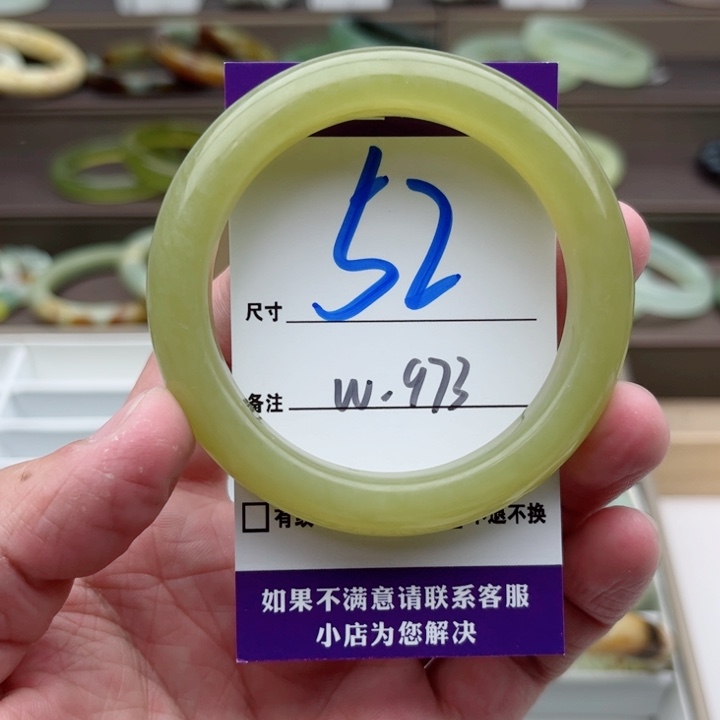 52
尺寸
w.973
备注
有 不退不换
如果不满意请联系客服
小店为您解决